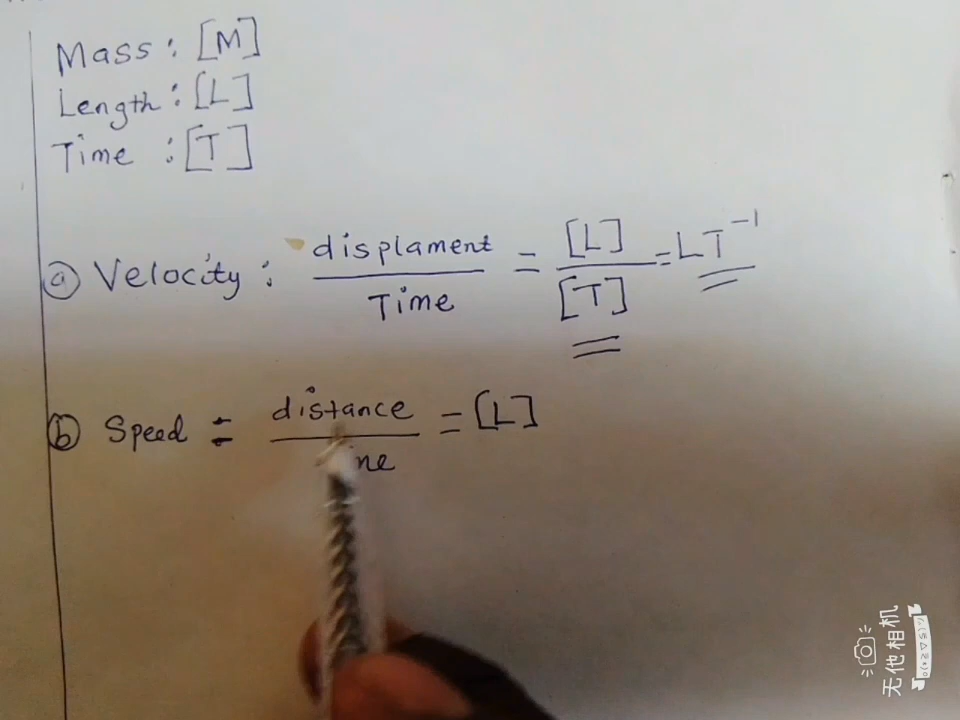 Mass : [M]
Length : [L]
Time : [T]
(a) Velocity : displament / Time = [L] / [T] = LT⁻¹
(b) Speed = distance / = [L]
无他相机